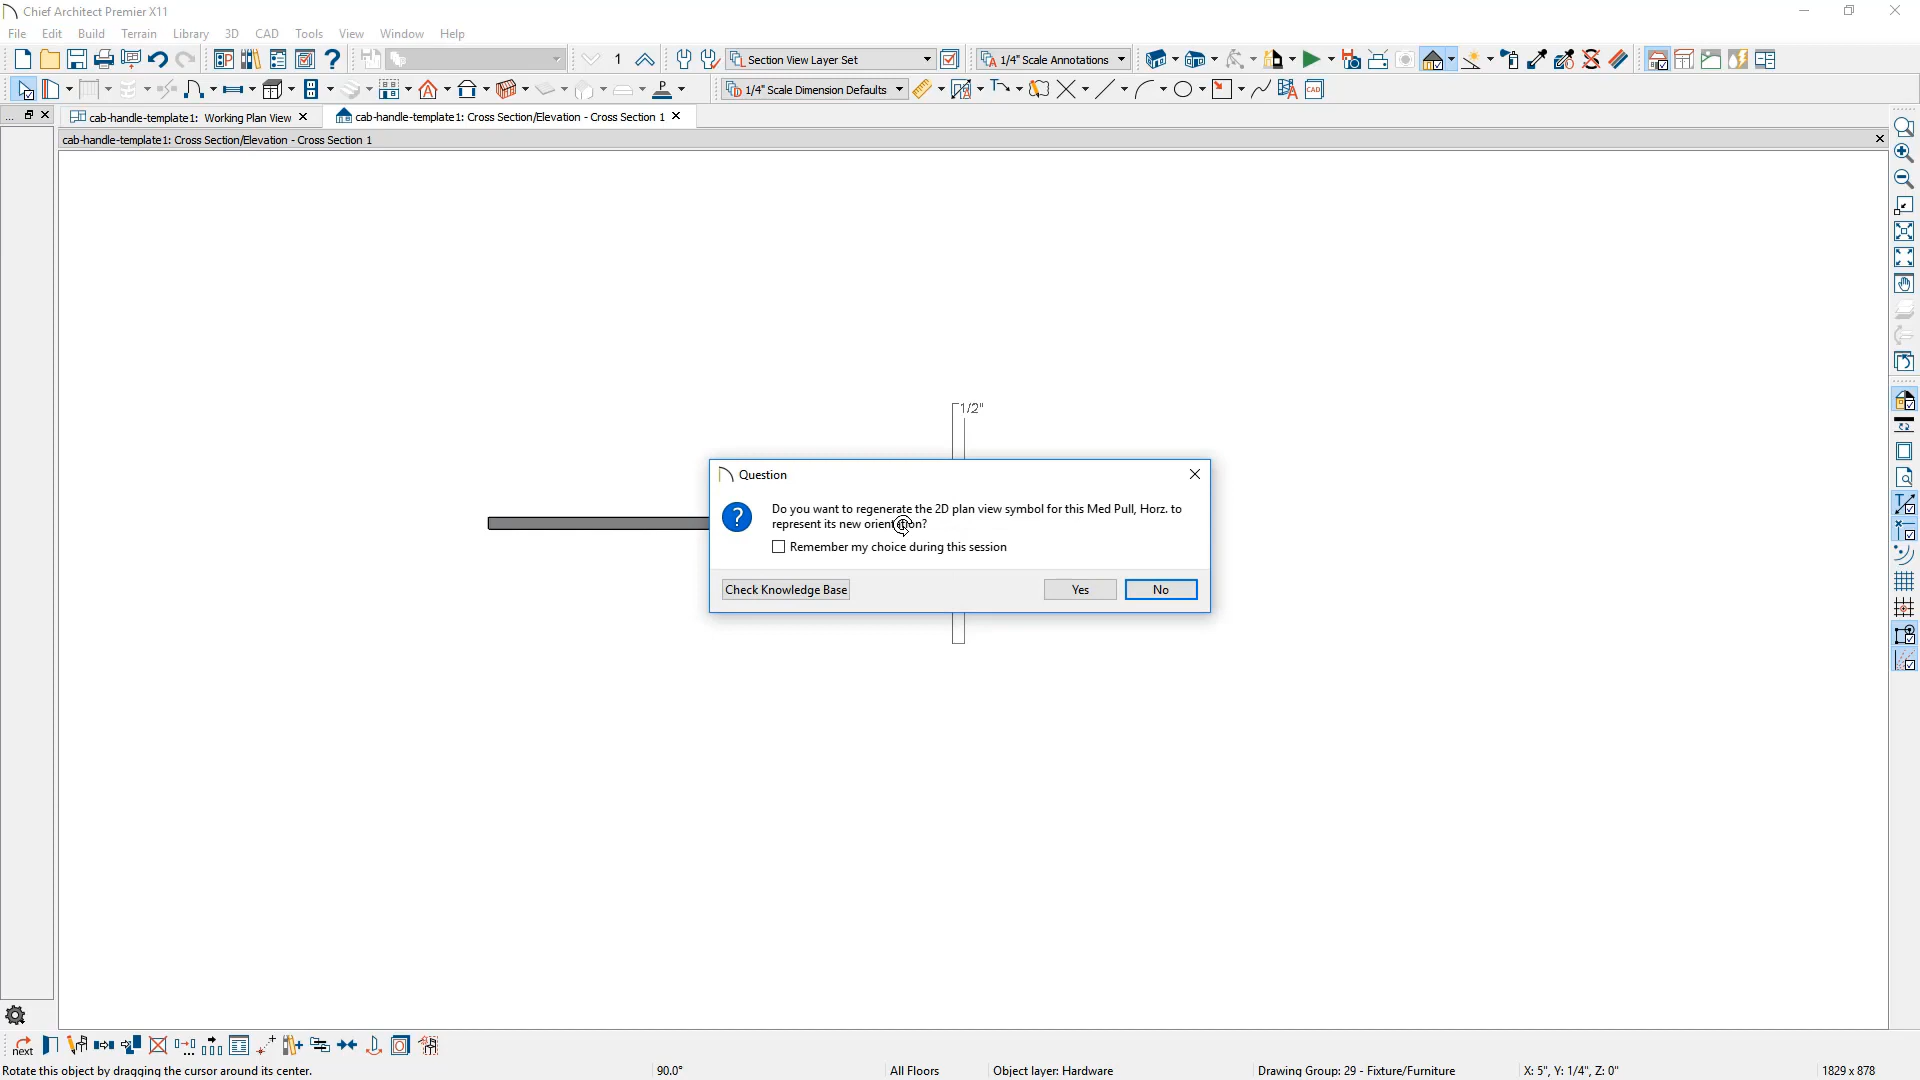 Chief Architect Premier X11
File Edit Build Terrain Library 3D CAD Tools View Window Help
1 Section View Layer Set 1/4" Scale Annotations
1/4" Scale Dimension Defaults CAD
... cab-handle-template1: Working Plan View cab-handle-template1: Cross Section/Elevation - Cross Section 1
cab-handle-template1: Cross Section/Elevation - Cross Section 1
1/2"
Question
Do you want to regenerate the 2D plan view symbol for this Med Pull, Horz. to
represent its new orientation?
Remember my choice during this session
Check Knowledge Base Yes No
next
Rotate this object by dragging the cursor around its center. 90.0° All Floors Object layer: Hardware Drawing Group: 29 - Fixture/Furniture X: 5", Y: 1/4", Z: 0" 1829 x 878